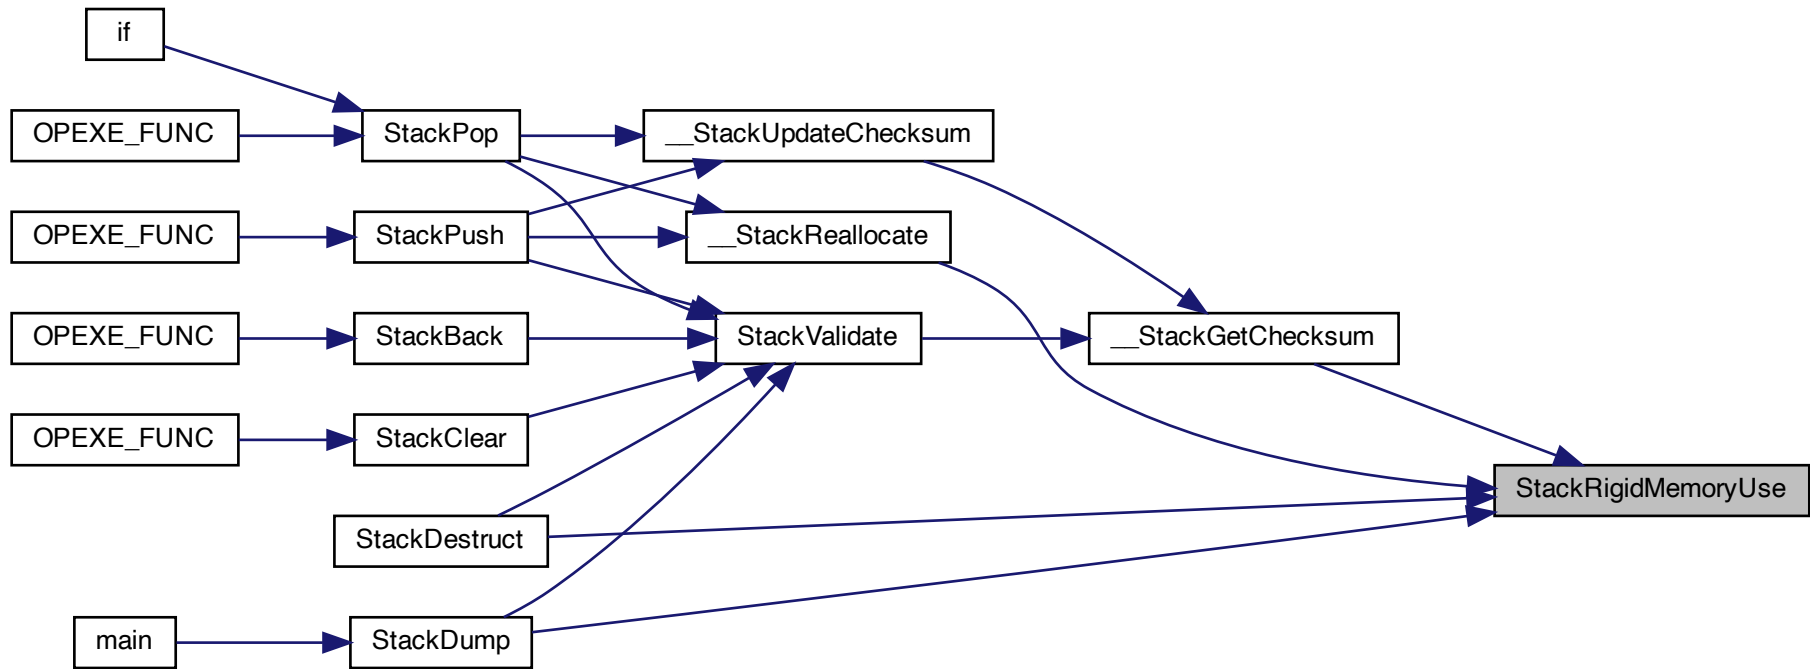 if
OPEXE_FUNC
StackPop
__StackUpdateChecksum
OPEXE_FUNC
StackPush
__StackReallocate
OPEXE_FUNC
StackBack
StackValidate
__StackGetChecksum
OPEXE_FUNC
StackClear
StackRigidMemoryUse
StackDestruct
main
StackDump